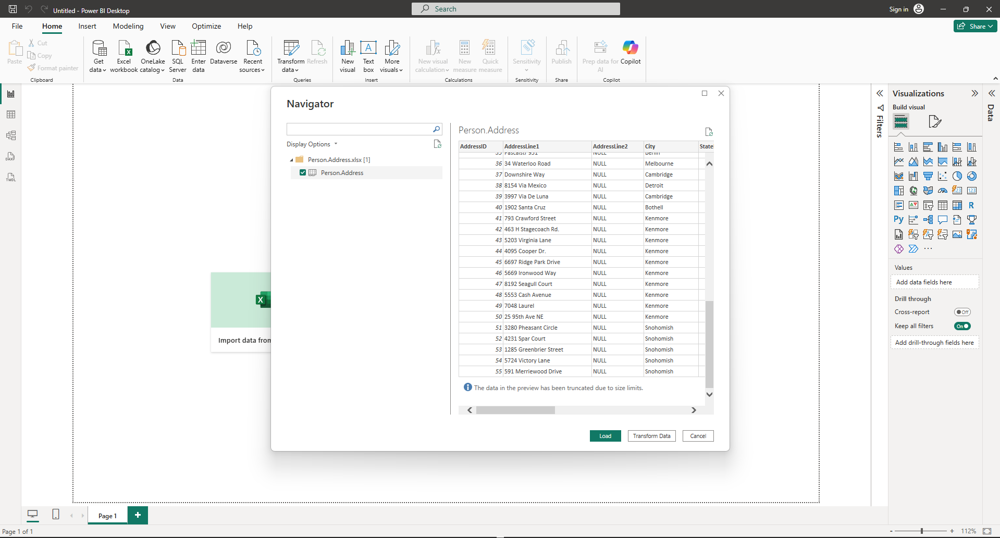 Untitled - Power BI Desktop
Search
Sign in
File Home Insert Modeling View Optimize Help
Share
Paste
Cut
Copy
Format painter
Clipboard
Get data
Excel workbook
OneLake catalog
SQL Server
Enter data
Dataverse
Recent sources
Data
Transform data
Refresh
Queries
New visual
Text box
More visuals
Insert
New visual calculation
New measure
Quick measure
Calculations
Sensitivity
Sensitivity
Publish
Share
Prep data for AI
Copilot
Copilot
DAX
TMDL
Import data from
Navigator
Display Options
Person.Address.xlsx [1]
Person.Address
Person.Address
AddressID AddressLine1 AddressLine2 City State
35 Pascalstr 951 NULL Berlin
36 34 Waterloo Road NULL Melbourne
37 Downshire Way NULL Cambridge
38 8154 Via Mexico NULL Detroit
39 3997 Via De Luna NULL Cambridge
40 1902 Santa Cruz NULL Bothell
41 793 Crawford Street NULL Kenmore
42 463 H Stagecoach Rd. NULL Kenmore
43 5203 Virginia Lane NULL Kenmore
44 4095 Cooper Dr. NULL Kenmore
45 6697 Ridge Park Drive NULL Kenmore
46 5669 Ironwood Way NULL Kenmore
47 8192 Seagull Court NULL Kenmore
48 5553 Cash Avenue NULL Kenmore
49 7048 Laurel NULL Kenmore
50 25 95th Ave NE NULL Kenmore
51 3280 Pheasant Circle NULL Snohomish
52 4231 Spar Court NULL Snohomish
53 1285 Greenbrier Street NULL Snohomish
54 5724 Victory Lane NULL Snohomish
55 591 Merriewood Drive NULL Snohomish
The data in the preview has been truncated due to size limits.
Load Transform Data Cancel
Filters
Visualizations
Build visual
123
123
R
Py
Values
Add data fields here
Drill through
Cross-report Off
Keep all filters On
Add drill-through fields here
Data
Page 1
Page 1 of 1
- + 112%